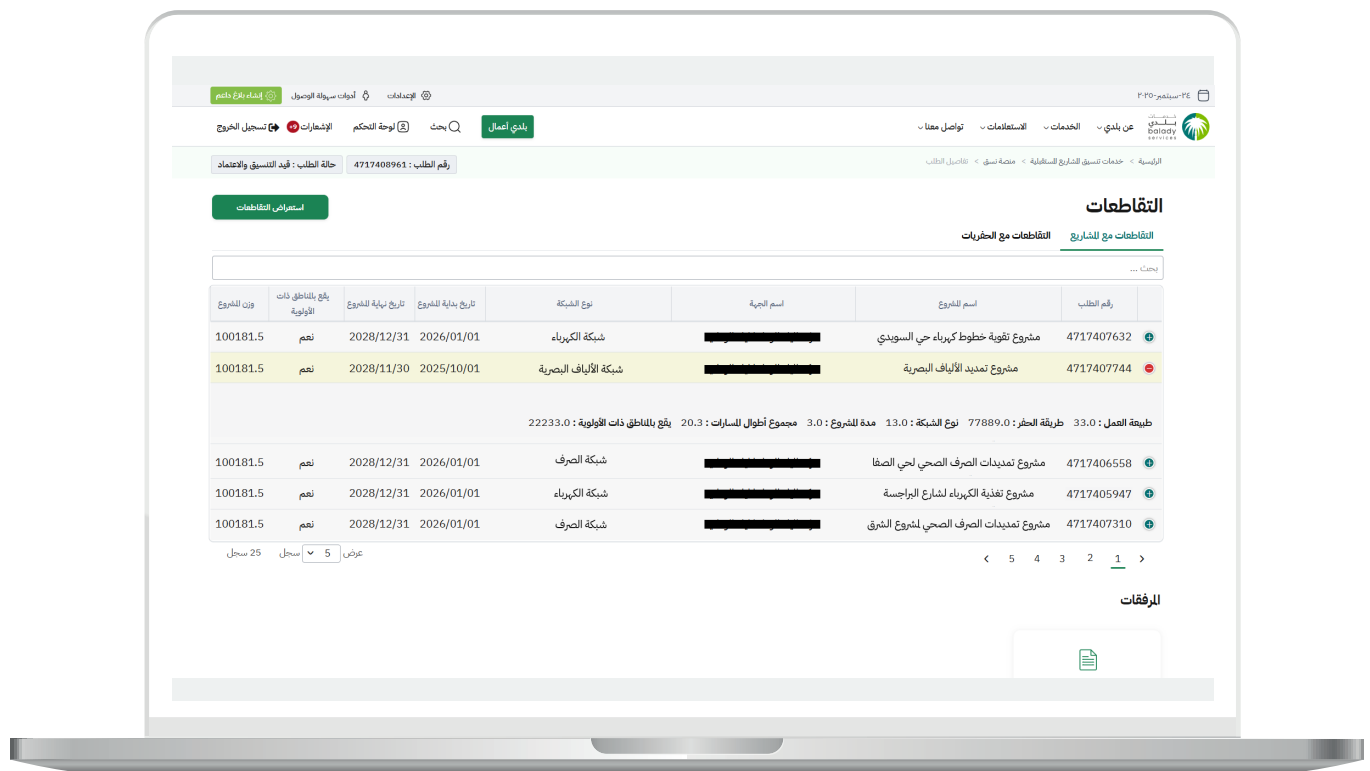 ٢٤-سبتمبر-٢٠٢٥
الإعدادات أدوات سهولة الوصول إنشاء بلاغ داعم
خدمات
بلدي
balady
services
عن بلدي الخدمات الاستعلامات تواصل معنا بلدي أعمال بحث لوحة التحكم الإشعارات +9 تسجيل الخروج
الرئيسية > خدمات تنسيق المشاريع المستقبلية > منصة نسق > تفاصيل الطلب
رقم الطلب : 4717408961 حالة الطلب : قيد التنسيق والاعتماد
التقاطعات
استعراض التقاطعات
التقاطعات مع المشاريع التقاطعات مع الحفريات
بحث ...
رقم الطلب اسم المشروع اسم الجهة نوع الشبكة تاريخ بداية المشروع تاريخ نهاية المشروع يقع بالمناطق ذات الأولوية وزن المشروع
4717407632 مشروع تقوية خطوط كهرباء حي السويدي شبكة الكهرباء 2026/01/01 2028/12/31 نعم 100181.5
4717407744 مشروع تمديد الألياف البصرية شبكة الألياف البصرية 2025/10/01 2028/11/30 نعم 100181.5
طبيعة العمل : 33.0 طريقة الحفر : 77889.0 نوع الشبكة : 13.0 مدة المشروع : 3.0 مجموع أطوال المسارات : 20.3 يقع بالمناطق ذات الأولوية : 22233.0
4717406558 مشروع تمديدات الصرف الصحي لحي الصفا شبكة الصرف 2026/01/01 2028/12/31 نعم 100181.5
4717405947 مشروع تغذية الكهرباء لشارع البراجسة شبكة الكهرباء 2026/01/01 2028/12/31 نعم 100181.5
4717407310 مشروع تمديدات الصرف الصحي لمشروع الشرق شبكة الصرف 2026/01/01 2028/12/31 نعم 100181.5
1 2 3 4 5
عرض 5 سجل 25 سجل
المرفقات